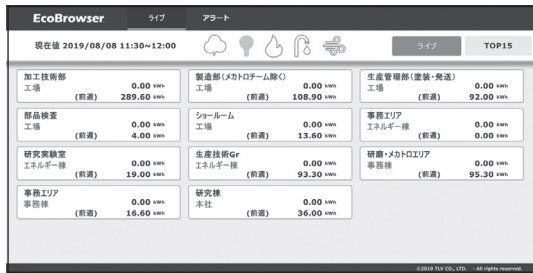 EcoBrowser ライブ アラート
現在値 2019/08/08 11:30~12:00 ライブ TOP15
加工技術部
工場 0.00 kWh
(前週) 289.60 kWh
製造部(メカトロチーム除く)
工場 0.00 kWh
(前週) 108.90 kWh
生産管理部(塗装・発送)
工場 0.00 kWh
(前週) 92.00 kWh
部品検査
工場 0.00 kWh
(前週) 4.00 kWh
ショールーム
工場 0.00 kWh
(前週) 13.60 kWh
事務エリア
エネルギー棟 0.00 kWh
(前週) 0.00 kWh
研究実験室
エネルギー棟 0.00 kWh
(前週) 19.00 kWh
生産技術Gr
エネルギー棟 0.00 kWh
(前週) 93.30 kWh
研磨・メカトロエリア
事務棟 0.00 kWh
(前週) 95.30 kWh
事務エリア
事務棟 0.00 kWh
(前週) 16.60 kWh
研究棟
本社 0.00 kWh
(前週) 36.00 kWh
©2019 TLV CO., LTD. - All rights reserved.